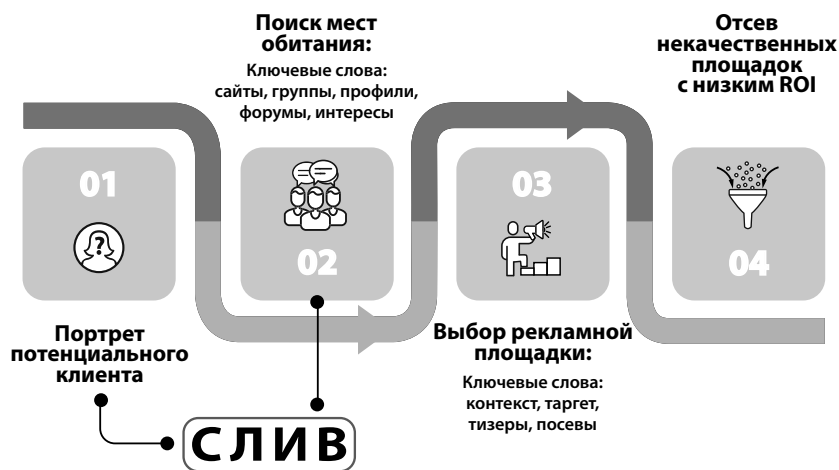 Поиск мест
обитания:
Ключевые слова:
сайты, группы, профили,
форумы, интересы
Отсев
некачественных
площадок
с низким ROI
01
?
02
03
04
Портрет
потенциального
клиента
Выбор рекламной
площадки:
Ключевые слова:
контекст, таргет,
тизеры, посевы
СЛИВ